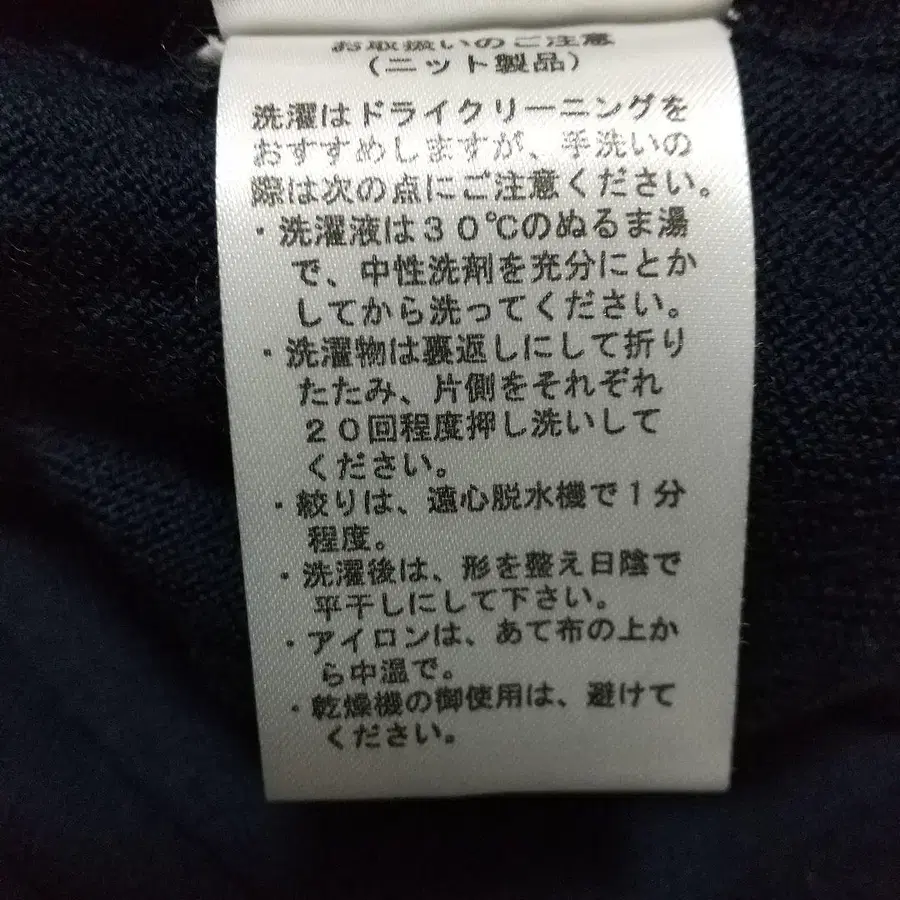 お取扱いのご注意
（ニット製品）
洗濯はドライクリーニングを
おすすめしますが、手洗いの
際は次の点にご注意ください。
・洗濯液は３０℃のぬるま湯
で、中性洗剤を充分にとか
してから洗ってください。
・洗濯物は裏返しにして折り
たたみ、片側をそれぞれ
２０回程度押し洗いして
ください。
・絞りは、遠心脱水機で１分
程度。
・洗濯後は、形を整え日陰で
平干しにして下さい。
・アイロンは、あて布の上か
ら中温で。
・乾燥機の御使用は、避けて
ください。